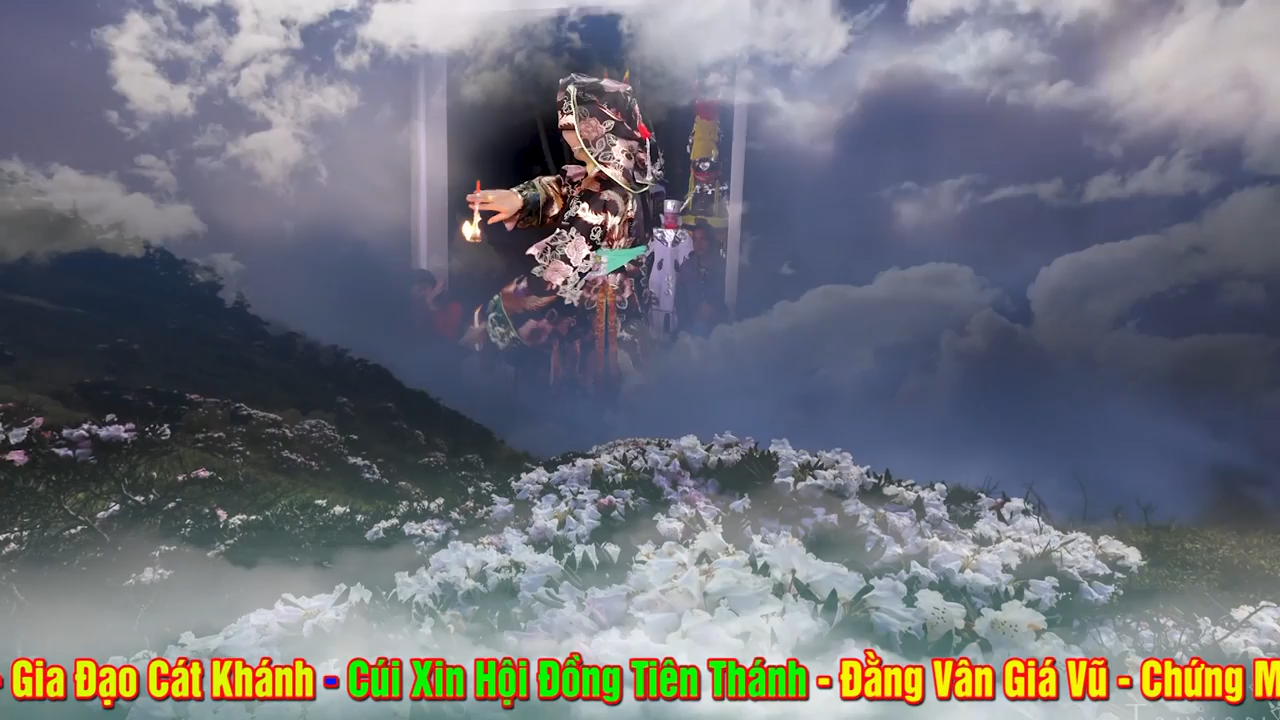 - Gia Đạo Cát Khánh - Cúi Xin Hội Đồng Tiên Thánh - Đằng Vân Giá Vũ - Chứng M